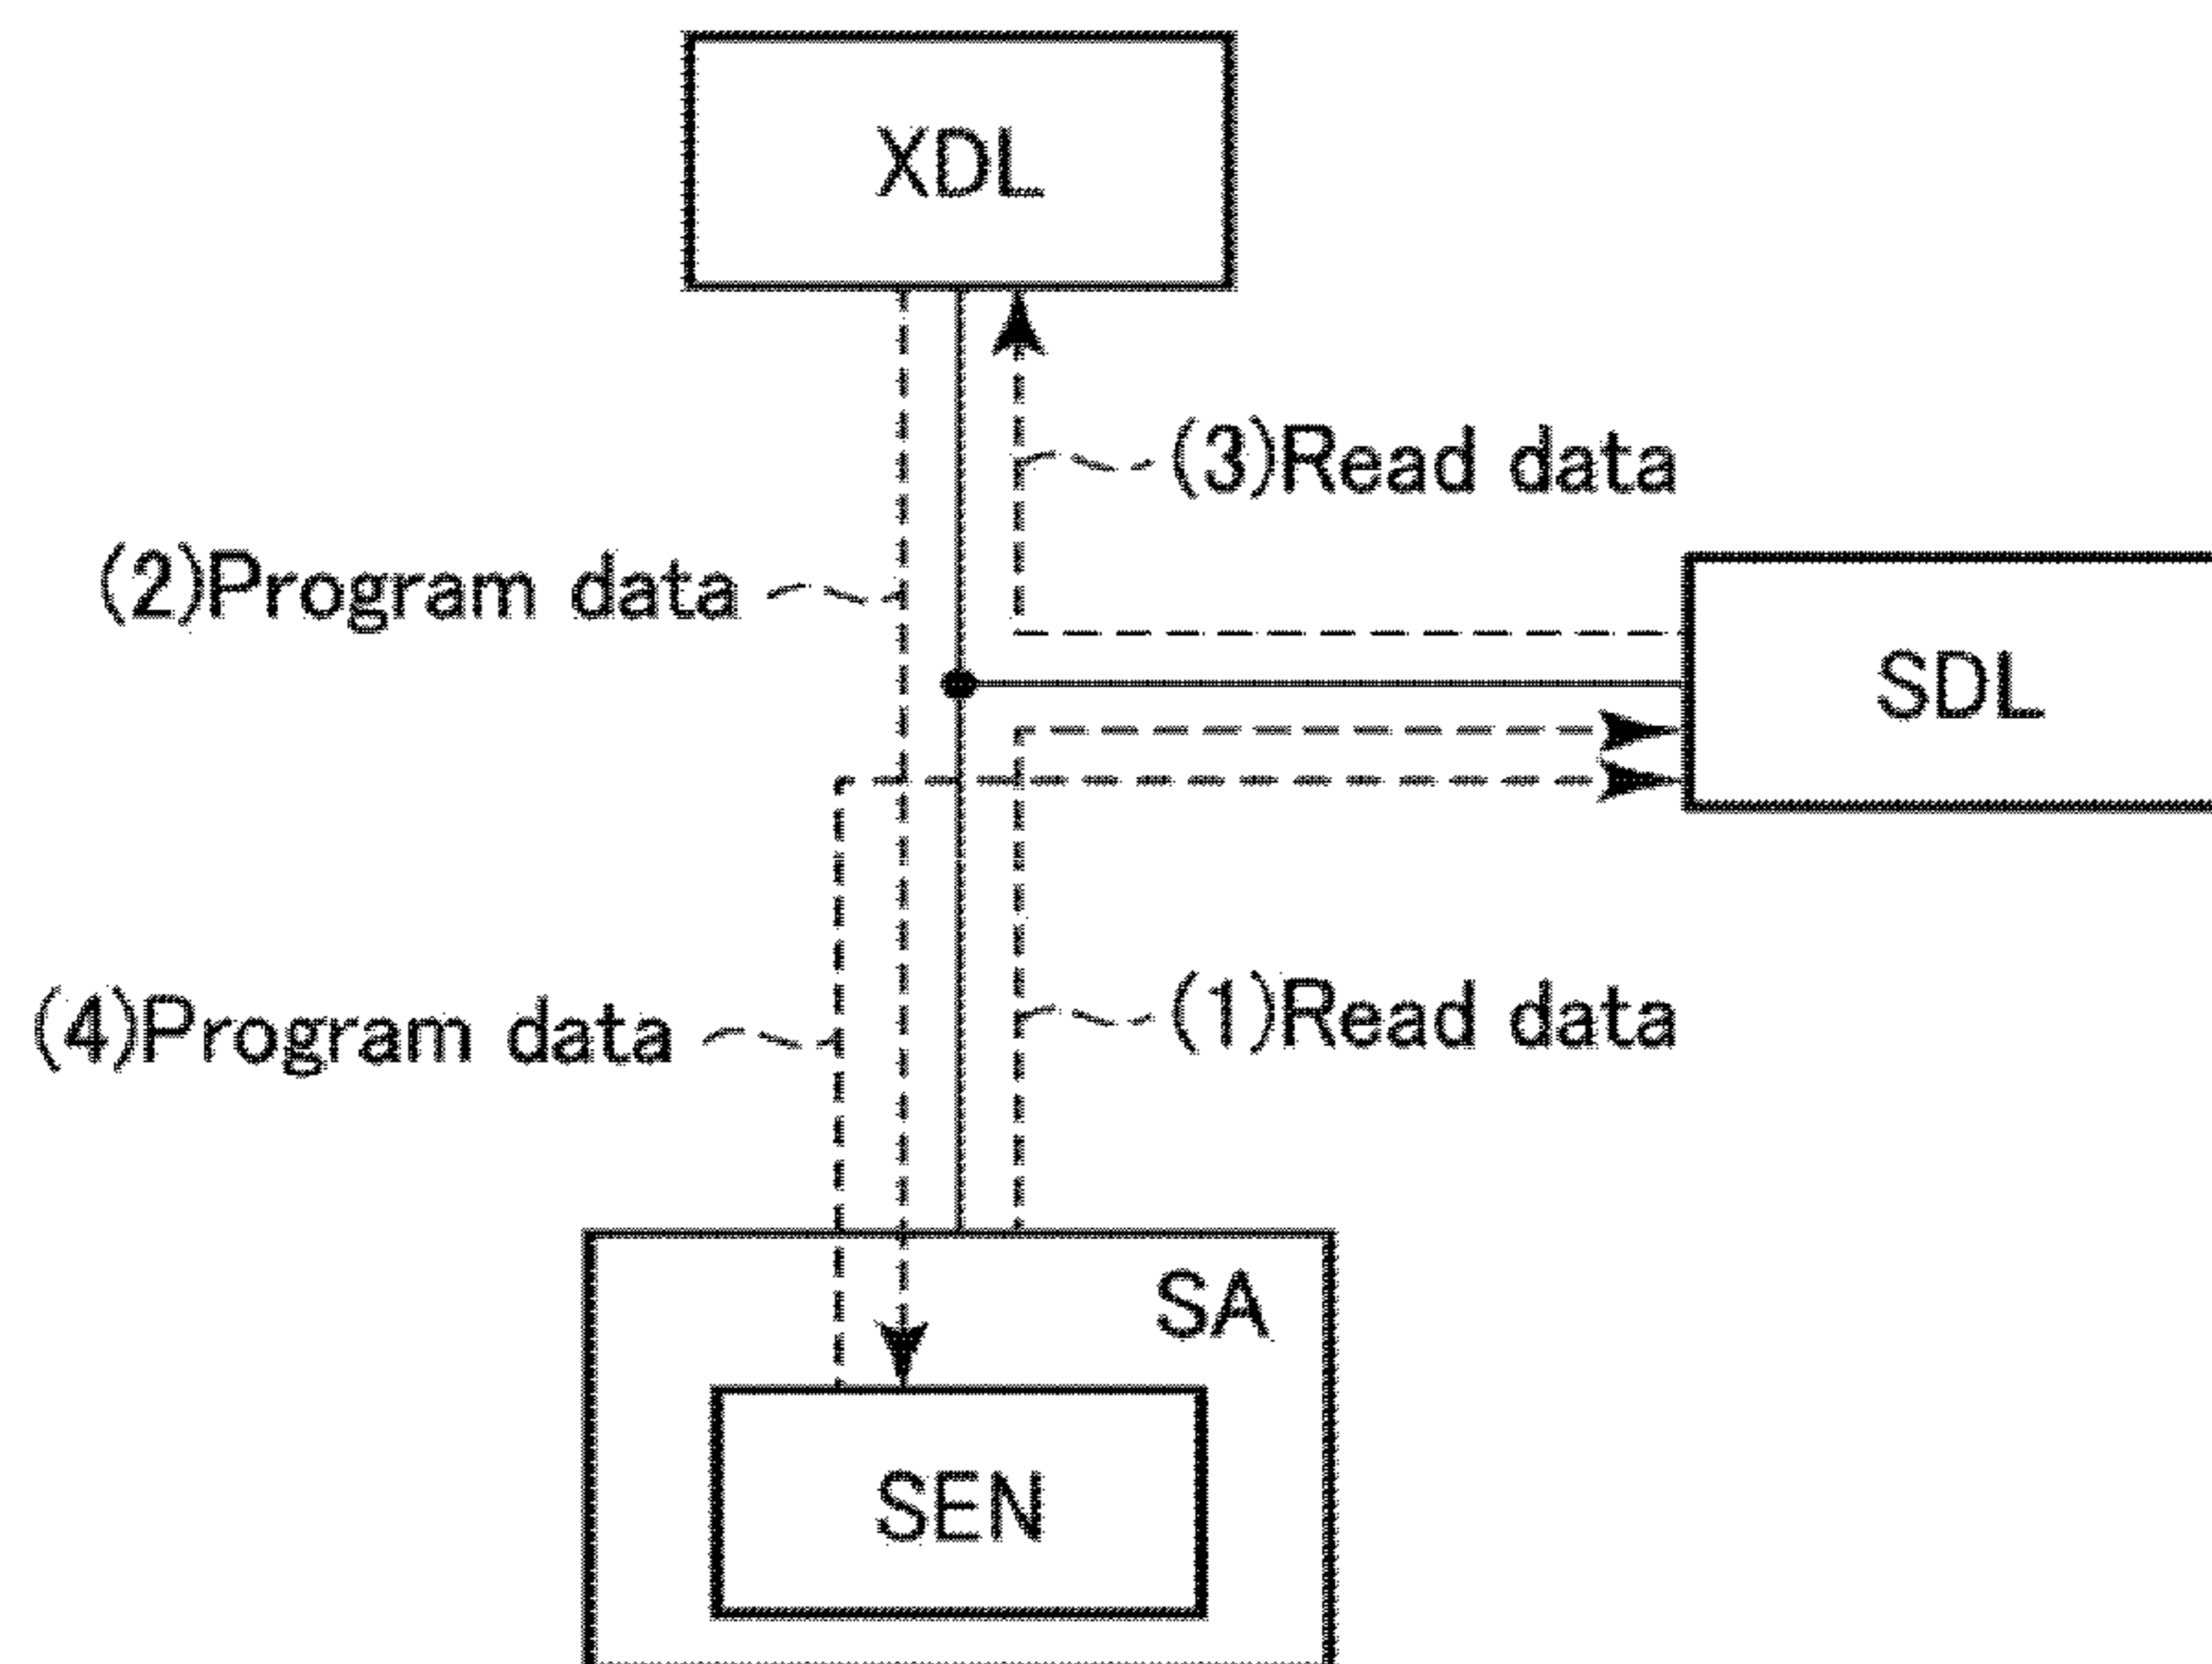 XDL
(3)Read data
(2)Program data
SDL
(4)Program data
(1)Read data
SA
SEN